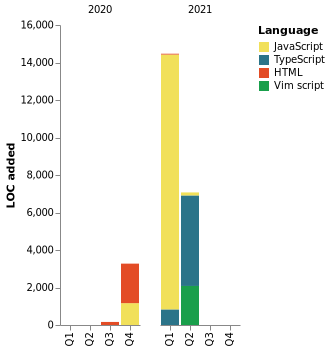 2020
2021
LOC added
16,000
14,000
12,000
10,000
8,000
6,000
4,000
2,000
0
Q1
Q2
Q3
Q4
Q1
Q2
Q3
Q4
Language
JavaScript
TypeScript
HTML
Vim script